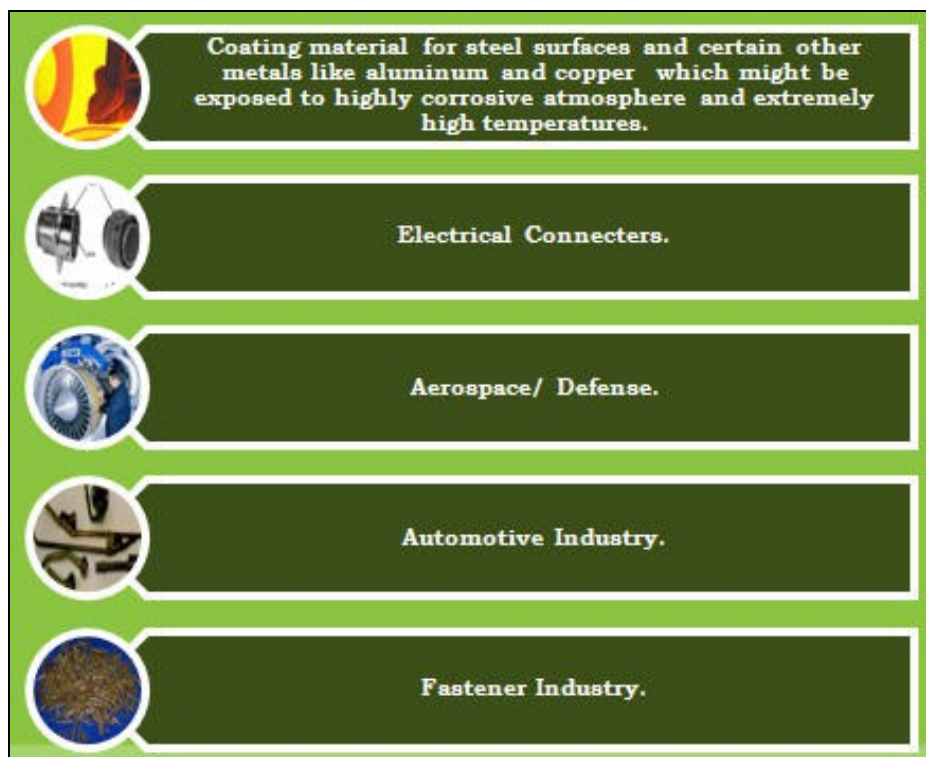 Coating material for steel surfaces and certain other
metals like aluminum and copper which might be
exposed to highly corrosive atmosphere and extremely
high temperatures.
Electrical Connecters.
Aerospace/ Defense.
Automotive Industry.
Fastener Industry.